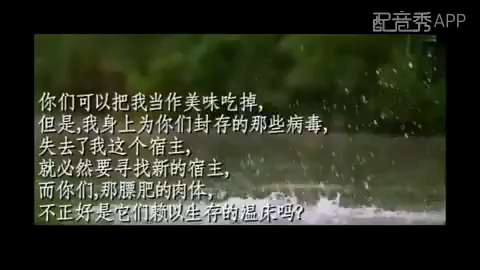 配音秀APP
你们可以把我当作美味吃掉,
但是,我身上为你们封存的那些病毒,
失去了我这个宿主,
就必然要寻找新的宿主,
而你们,那膘肥的肉体,
不正好是它们赖以生存的温床吗?